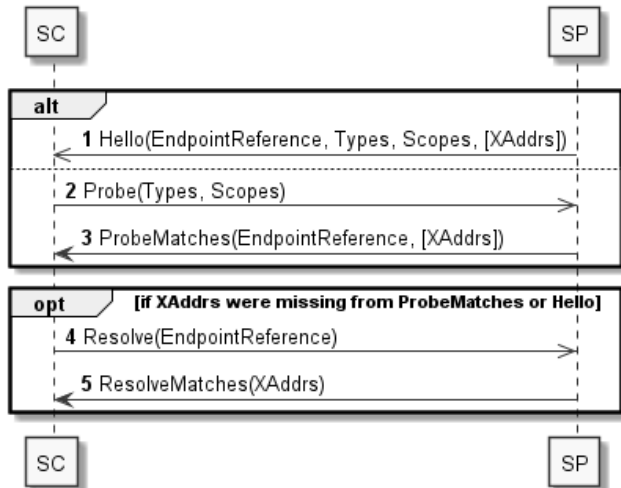 SC SP
alt
1 Hello(EndpointReference, Types, Scopes, [XAddrs])
2 Probe(Types, Scopes)
3 ProbeMatches(EndpointReference, [XAddrs])
opt [if XAddrs were missing from ProbeMatches or Hello]
4 Resolve(EndpointReference)
5 ResolveMatches(XAddrs)
SC SP